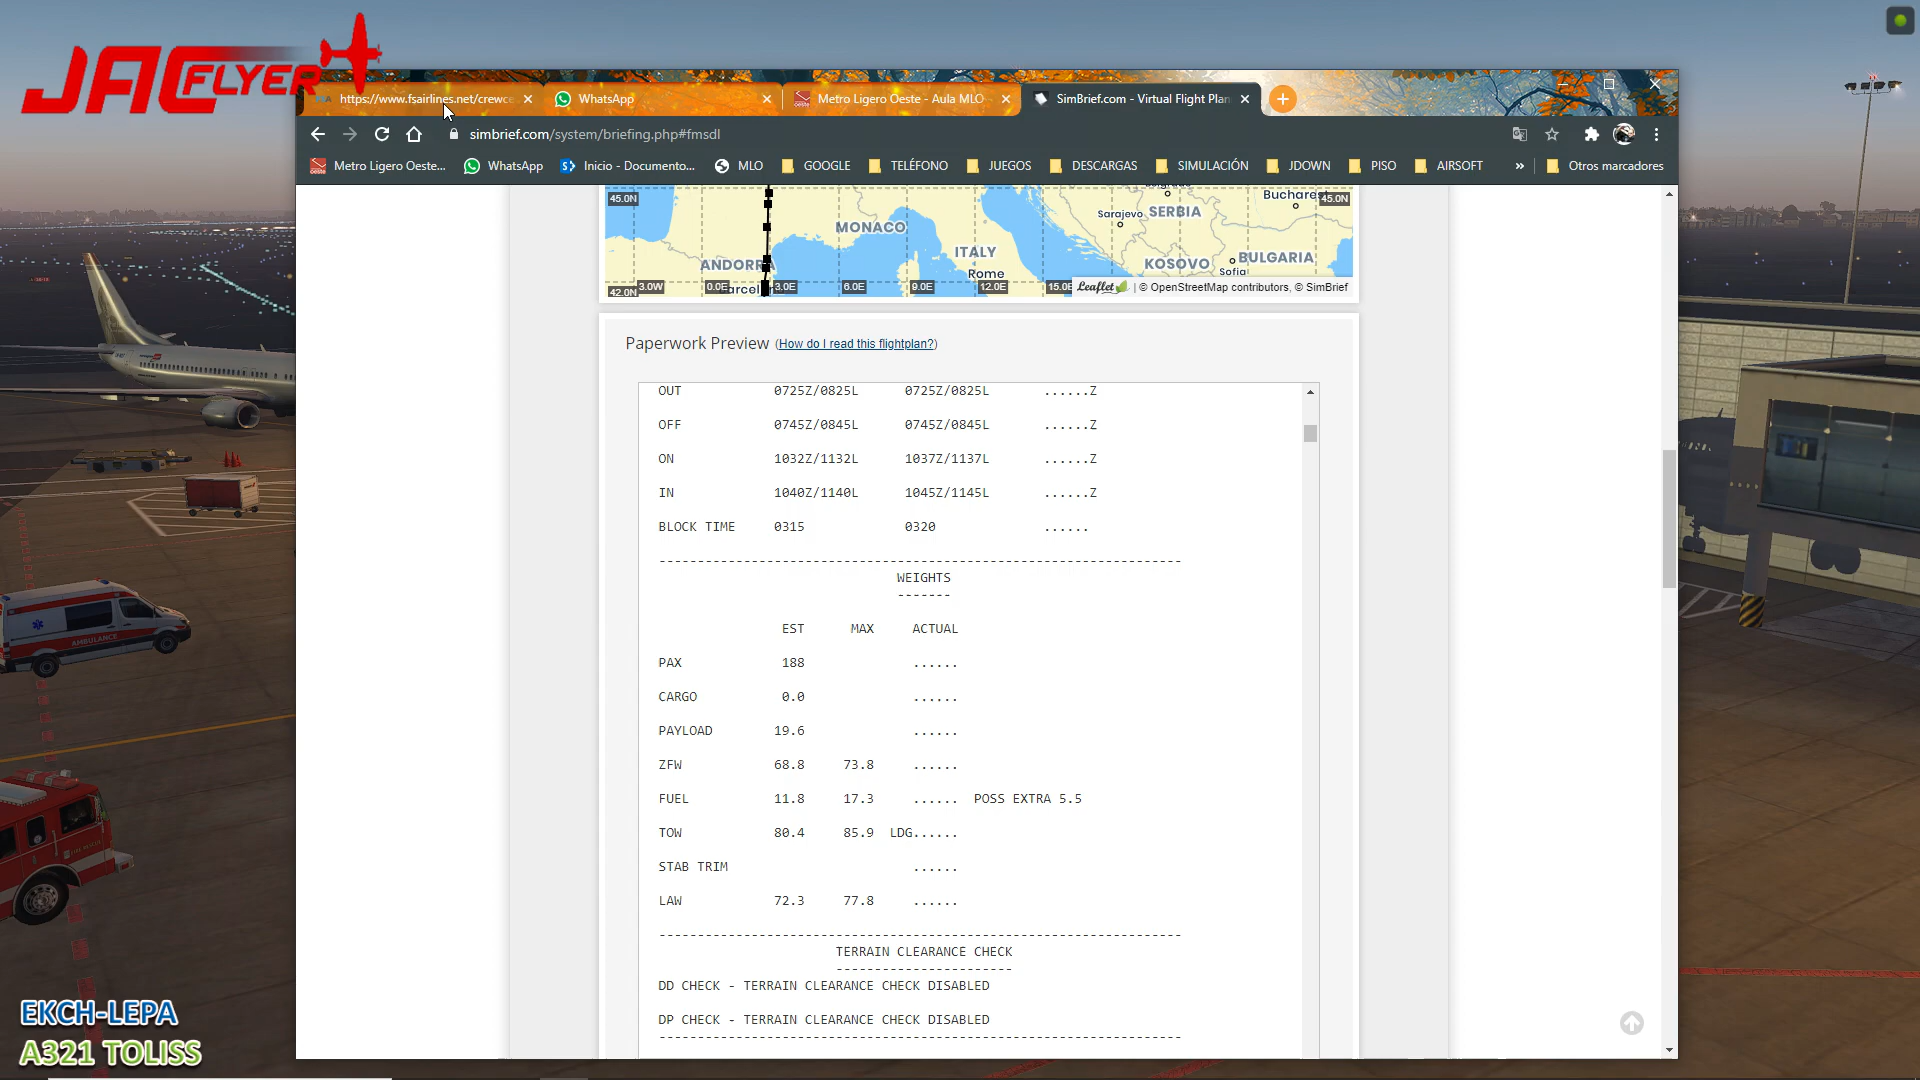 JACFLYER
https://www.fsairlines.net/crewce
WhatsApp
Metro Ligero Oeste - Aula MLO
SimBrief.com - Virtual Flight Plan
simbrief.com/system/briefing.php#fmsdl
Metro Ligero Oeste...
WhatsApp
Inicio - Documento...
MLO
GOOGLE
TELÉFONO
JUEGOS
DESCARGAS
SIMULACIÓN
JDOWN
PISO
AIRSOFT
»
Otros marcadores
45.0N
45.0N
Bucharest
Sarajevo
SERBIA
MONACO
ITALY
Rome
KOSOVO
BULGARIA
Sofia
ANDORRA
42.0N
3.0W
0.0E
3.0E
6.0E
9.0E
12.0E
15.0E
Leaflet | © OpenStreetMap contributors, © SimBrief
Paperwork Preview (How do I read this flightplan?)
OUT 0725Z/0825L 0725Z/0825L ......Z
OFF 0745Z/0845L 0745Z/0845L ......Z
ON 1032Z/1132L 1037Z/1137L ......Z
IN 1040Z/1140L 1045Z/1145L ......Z
BLOCK TIME 0315 0320 ......
--------------------------------------------------------------------
WEIGHTS
-------
EST MAX ACTUAL
PAX 188 ......
CARGO 0.0 ......
PAYLOAD 19.6 ......
ZFW 68.8 73.8 ......
FUEL 11.8 17.3 ...... POSS EXTRA 5.5
TOW 80.4 85.9 LDG......
STAB TRIM ......
LAW 72.3 77.8 ......
--------------------------------------------------------------------
TERRAIN CLEARANCE CHECK
-----------------------
DD CHECK - TERRAIN CLEARANCE CHECK DISABLED
DP CHECK - TERRAIN CLEARANCE CHECK DISABLED
--------------------------------------------------------------------
AMBULANCE
EKCH-LEPA
A321 TOLISS